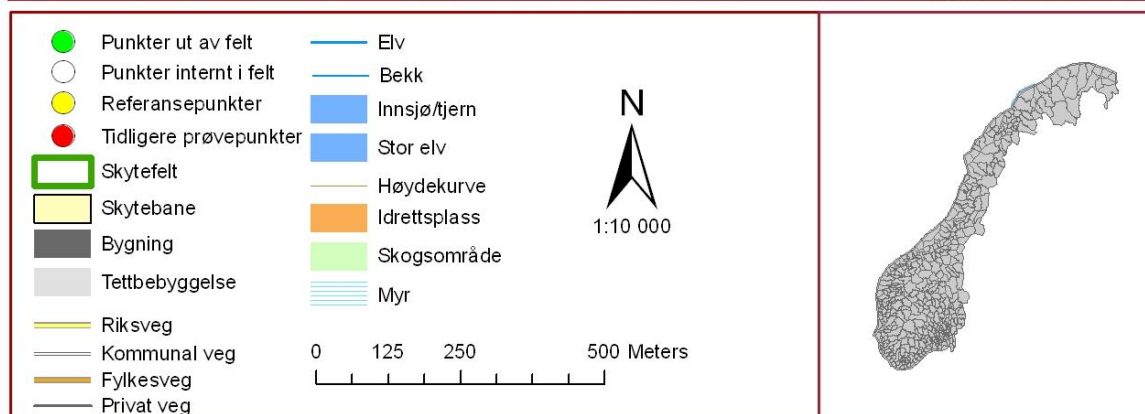 Punkter ut av felt
Punkter internt i felt
Referansepunkter
Tidligere prøvepunkter
Skytefelt
Skytebane
Bygning
Tettbebyggelse
Riksveg
Kommunal veg
Fylkesveg
Privat veg
Elv
Bekk
Innsjø/tjern
Stor elv
Høydekurve
Idrettsplass
Skogsområde
Myr
0 125 250 500 Meters
N
1:10 000